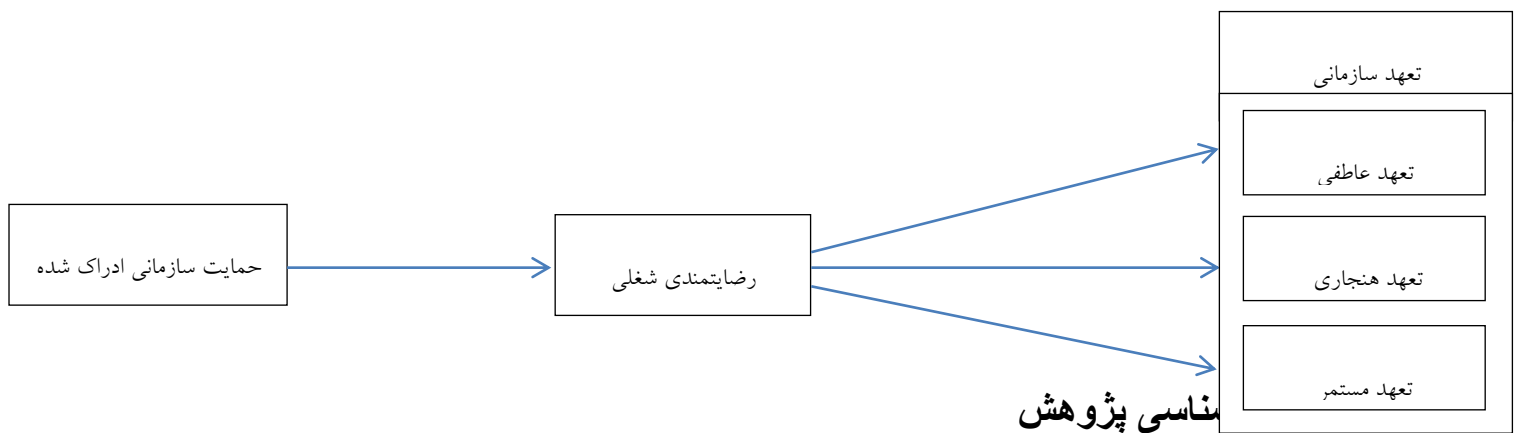 تعهد سازمانی
تعهد عاطفی
حمایت سازمانی ادراک شده
رضایتمندی شغلی
تعهد هنجاری
تعهد مستمر
پژوهش